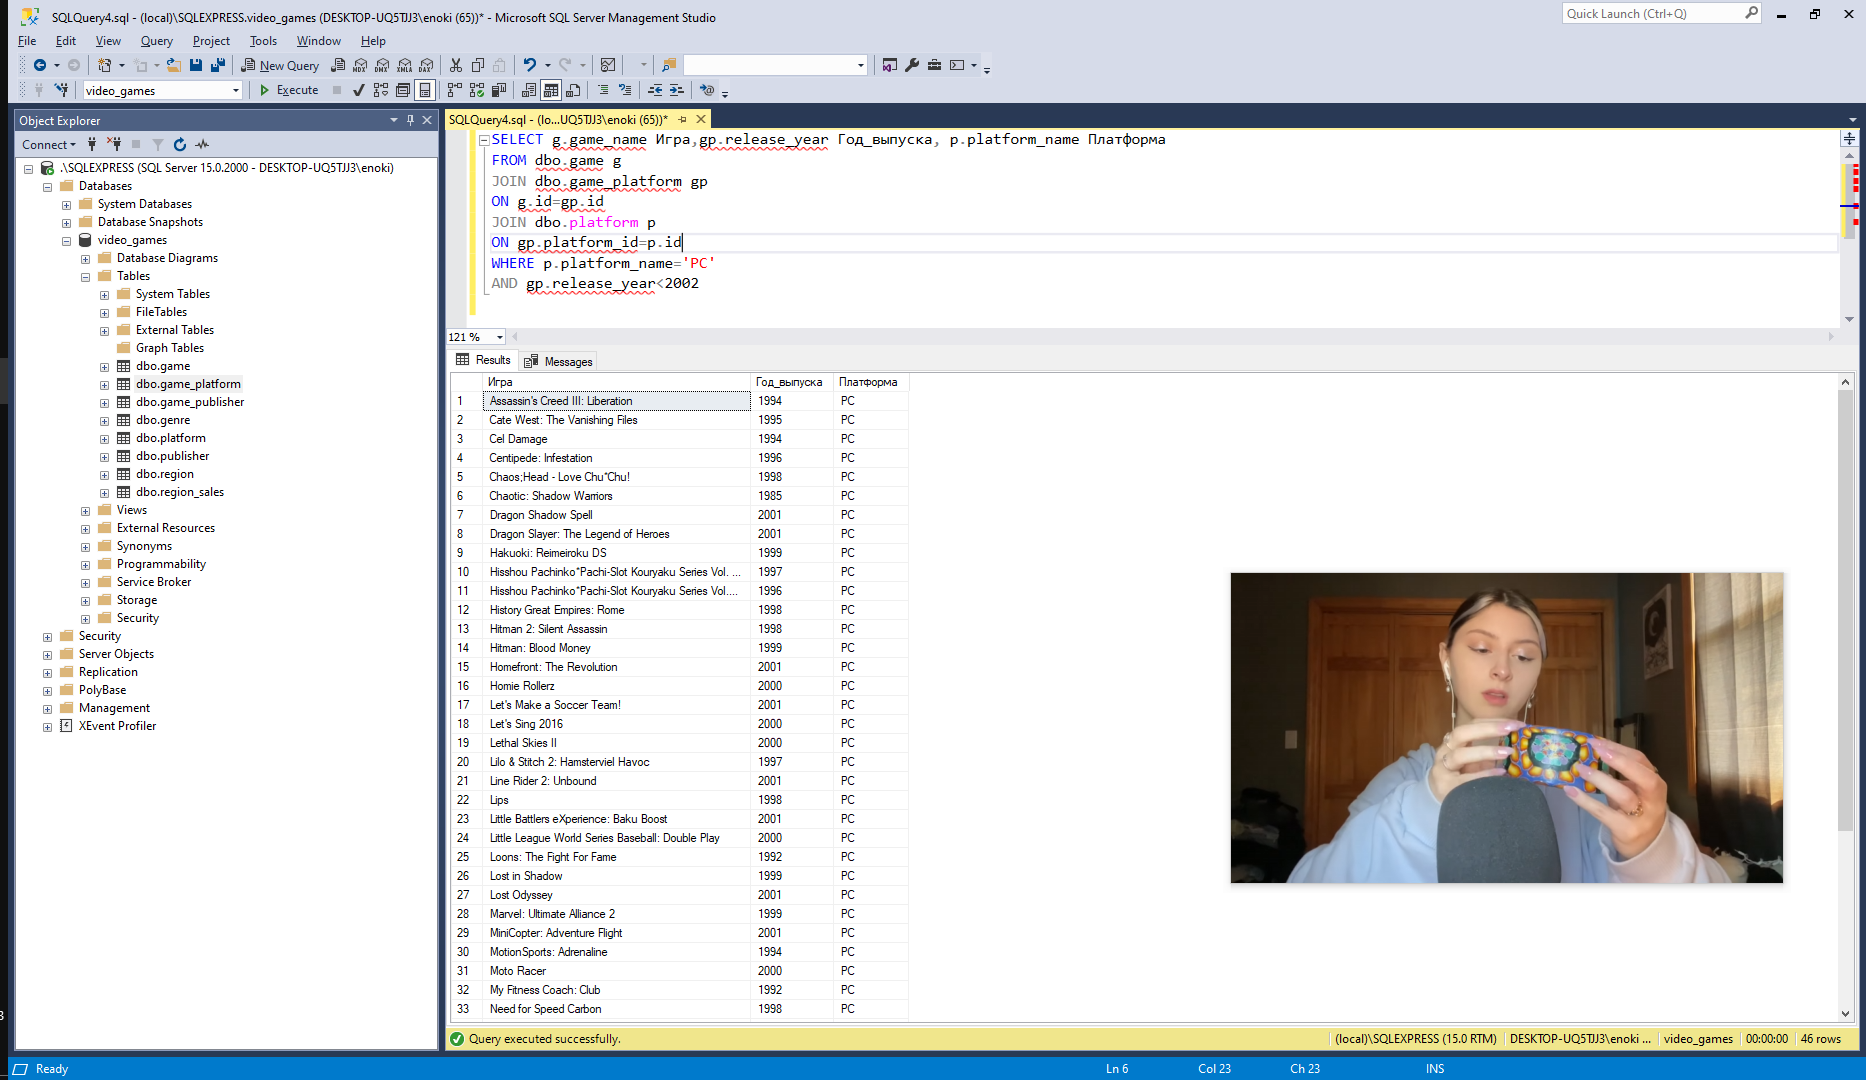 SQLQuery4.sql - (local)\SQLEXPRESS.video_games (DESKTOP-UQ5TJJ3\enoki (65))* - Microsoft SQL Server Management Studio
Quick Launch (Ctrl+Q)
File Edit View Query Project Tools Window Help
New Query
MDX DMX XMLA DAX
video_games
Execute
Object Explorer
Connect
.\SQLEXPRESS (SQL Server 15.0.2000 - DESKTOP-UQ5TJJ3\enoki)
Databases
System Databases
Database Snapshots
video_games
Database Diagrams
Tables
System Tables
FileTables
External Tables
Graph Tables
dbo.game
dbo.game_platform
dbo.game_publisher
dbo.genre
dbo.platform
dbo.publisher
dbo.region
dbo.region_sales
Views
External Resources
Synonyms
Programmability
Service Broker
Storage
Security
Security
Server Objects
Replication
PolyBase
Management
XEvent Profiler
SQLQuery4.sql - (lo...UQ5TJJ3\enoki (65))*
SELECT g.game_name Игра,gp.release_year Год_выпуска, p.platform_name Платформа
FROM dbo.game g
JOIN dbo.game_platform gp
ON g.id=gp.id
JOIN dbo.platform p
ON gp.platform_id=p.id
WHERE p.platform_name='PC'
AND gp.release_year<2002
121 %
Results Messages
Игра Год_выпуска Платформа
1 Assassin's Creed III: Liberation 1994 PC
2 Cate West: The Vanishing Files 1995 PC
3 Cel Damage 1994 PC
4 Centipede: Infestation 1996 PC
5 Chaos;Head - Love Chu*Chu! 1998 PC
6 Chaotic: Shadow Warriors 1985 PC
7 Dragon Shadow Spell 2001 PC
8 Dragon Slayer: The Legend of Heroes 2001 PC
9 Hakuoki: Reimeiroku DS 1999 PC
10 Hisshou Pachinko*Pachi-Slot Kouryaku Series Vol. ... 1997 PC
11 Hisshou Pachinko*Pachi-Slot Kouryaku Series Vol.... 1996 PC
12 History Great Empires: Rome 1998 PC
13 Hitman 2: Silent Assassin 1998 PC
14 Hitman: Blood Money 1999 PC
15 Homefront: The Revolution 2001 PC
16 Homie Rollerz 2000 PC
17 Let's Make a Soccer Team! 2001 PC
18 Let's Sing 2016 2000 PC
19 Lethal Skies II 2000 PC
20 Lilo & Stitch 2: Hamsterviel Havoc 1997 PC
21 Line Rider 2: Unbound 2001 PC
22 Lips 1998 PC
23 Little Battlers eXperience: Baku Boost 2001 PC
24 Little League World Series Baseball: Double Play 2000 PC
25 Loons: The Fight For Fame 1992 PC
26 Lost in Shadow 1999 PC
27 Lost Odyssey 2001 PC
28 Marvel: Ultimate Alliance 2 1999 PC
29 MiniCopter: Adventure Flight 2001 PC
30 MotionSports: Adrenaline 1994 PC
31 Moto Racer 2000 PC
32 My Fitness Coach: Club 1992 PC
33 Need for Speed Carbon 1998 PC
Query executed successfully.
(local)\SQLEXPRESS (15.0 RTM) DESKTOP-UQ5TJJ3\enoki ... video_games 00:00:00 46 rows
Ready Ln 6 Col 23 Ch 23 INS